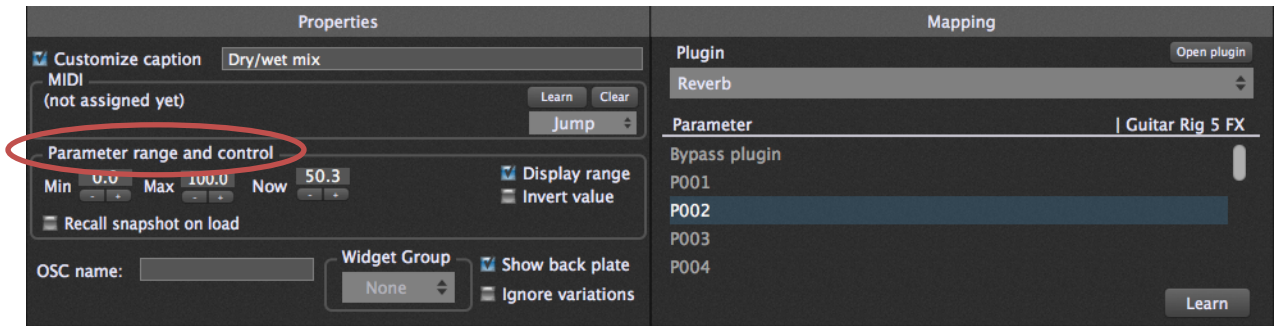 Properties
Customize caption
Dry/wet mix
MIDI
(not assigned yet)
Learn
Clear
Jump
Parameter range and control
Min 0.0 Max 100.0 Now 50.3
- + - + - +
Display range
Invert value
Recall snapshot on load
OSC name:
Widget Group
None
Show back plate
Ignore variations
Mapping
Plugin
Open plugin
Reverb
Parameter | Guitar Rig 5 FX
Bypass plugin
P001
P002
P003
P004
Learn